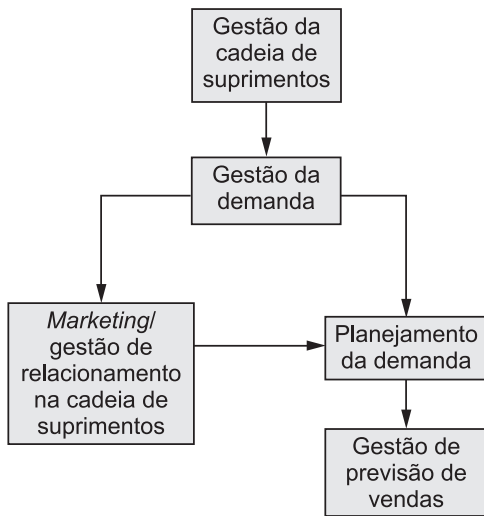 Gestão da
cadeia de
suprimentos
Gestão da
demanda
Marketing/
gestão de
relacionamento
na cadeia de
suprimentos
Planejamento
da demanda
Gestão de
previsão de
vendas